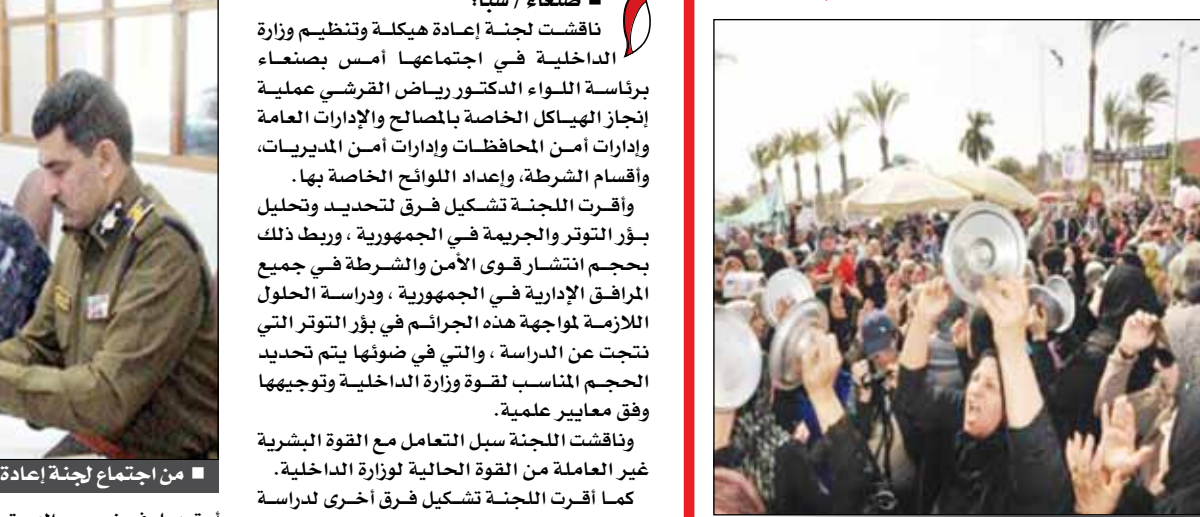 ■ صنعاء / سبأ:
ناقشت لجنة إعادة هيكلة وتنظيم وزارة
الداخلية في اجتماعها أمس بصنعاء
برئاسة اللواء الدكتور رياض القرشي عملية
إنجاز الهياكل الخاصة بالمصالح والإدارات العامة
وإدارات أمن المحافظات وإدارات أمن المديريات،
وأقسام الشرطة، وإعداد اللوائح الخاصة بها.
وأقرت اللجنة تشكيل فرق لتحديد وتحليل
بؤر التوتر والجريمة في الجمهورية ، وربط ذلك
بحجم انتشار قوى الأمن والشرطة في جميع
المرافق الإدارية في الجمهورية ، ودراسة الحلول
اللازمة لمواجهة هذه الجرائم في بؤر التوتر التي
نتجت عن الدراسة ، والتي في ضوئها يتم تحديد
الحجم المناسب لقوة وزارة الداخلية وتوجيهها
وفق معايير علمية.
وناقشت اللجنة سبل التعامل مع القوة البشرية
غير العاملة من القوة الحالية لوزارة الداخلية.
كما أقرت اللجنة تشكيل فرق أخرى لدراسة
■ من اجتماع لجنة إعادة